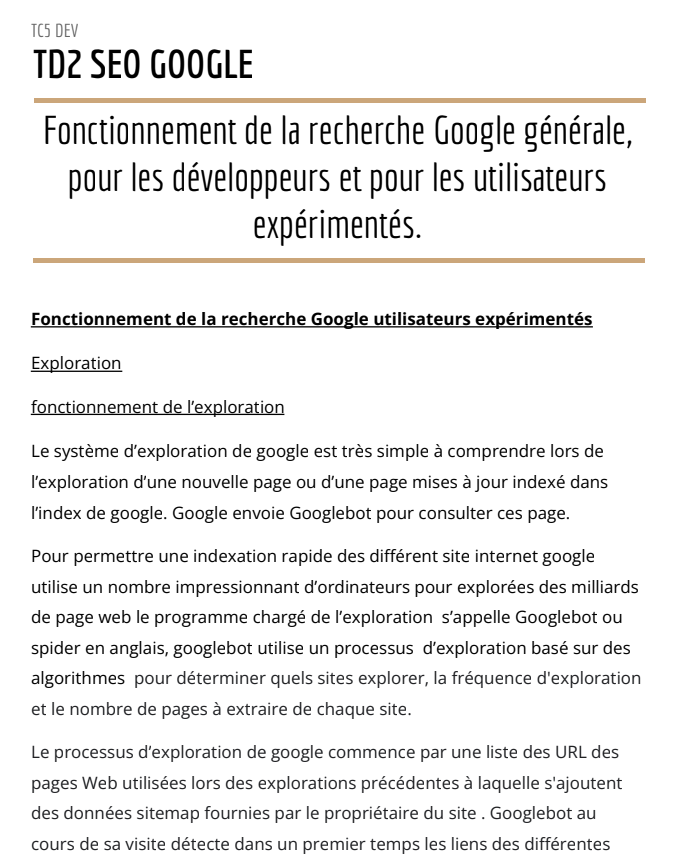 TC5 DEV
TD2 SEO GOOGLE
Fonctionnement de la recherche Google générale,
pour les développeurs et pour les utilisateurs
expérimentés.
Fonctionnement de la recherche Google utilisateurs expérimentés
Exploration
fonctionnement de l’exploration
Le système d’exploration de google est très simple à comprendre lors de
l’exploration d’une nouvelle page ou d’une page mises à jour indexé dans
l’index de google. Google envoie Googlebot pour consulter ces page.
Pour permettre une indexation rapide des différent site internet google
utilise un nombre impressionnant d’ordinateurs pour explorées des milliards
de page web le programme chargé de l’exploration  s’appelle Googlebot ou
spider en anglais, googlebot utilise un processus  d’exploration basé sur des
algorithmes  pour déterminer quels sites explorer, la fréquence d'exploration
et le nombre de pages à extraire de chaque site.
Le processus d’exploration de google commence par une liste des URL des
pages Web utilisées lors des explorations précédentes à laquelle s'ajoutent
des données sitemap fournies par le propriétaire du site . Googlebot au
cours de sa visite détecte dans un premier temps les liens des différentes